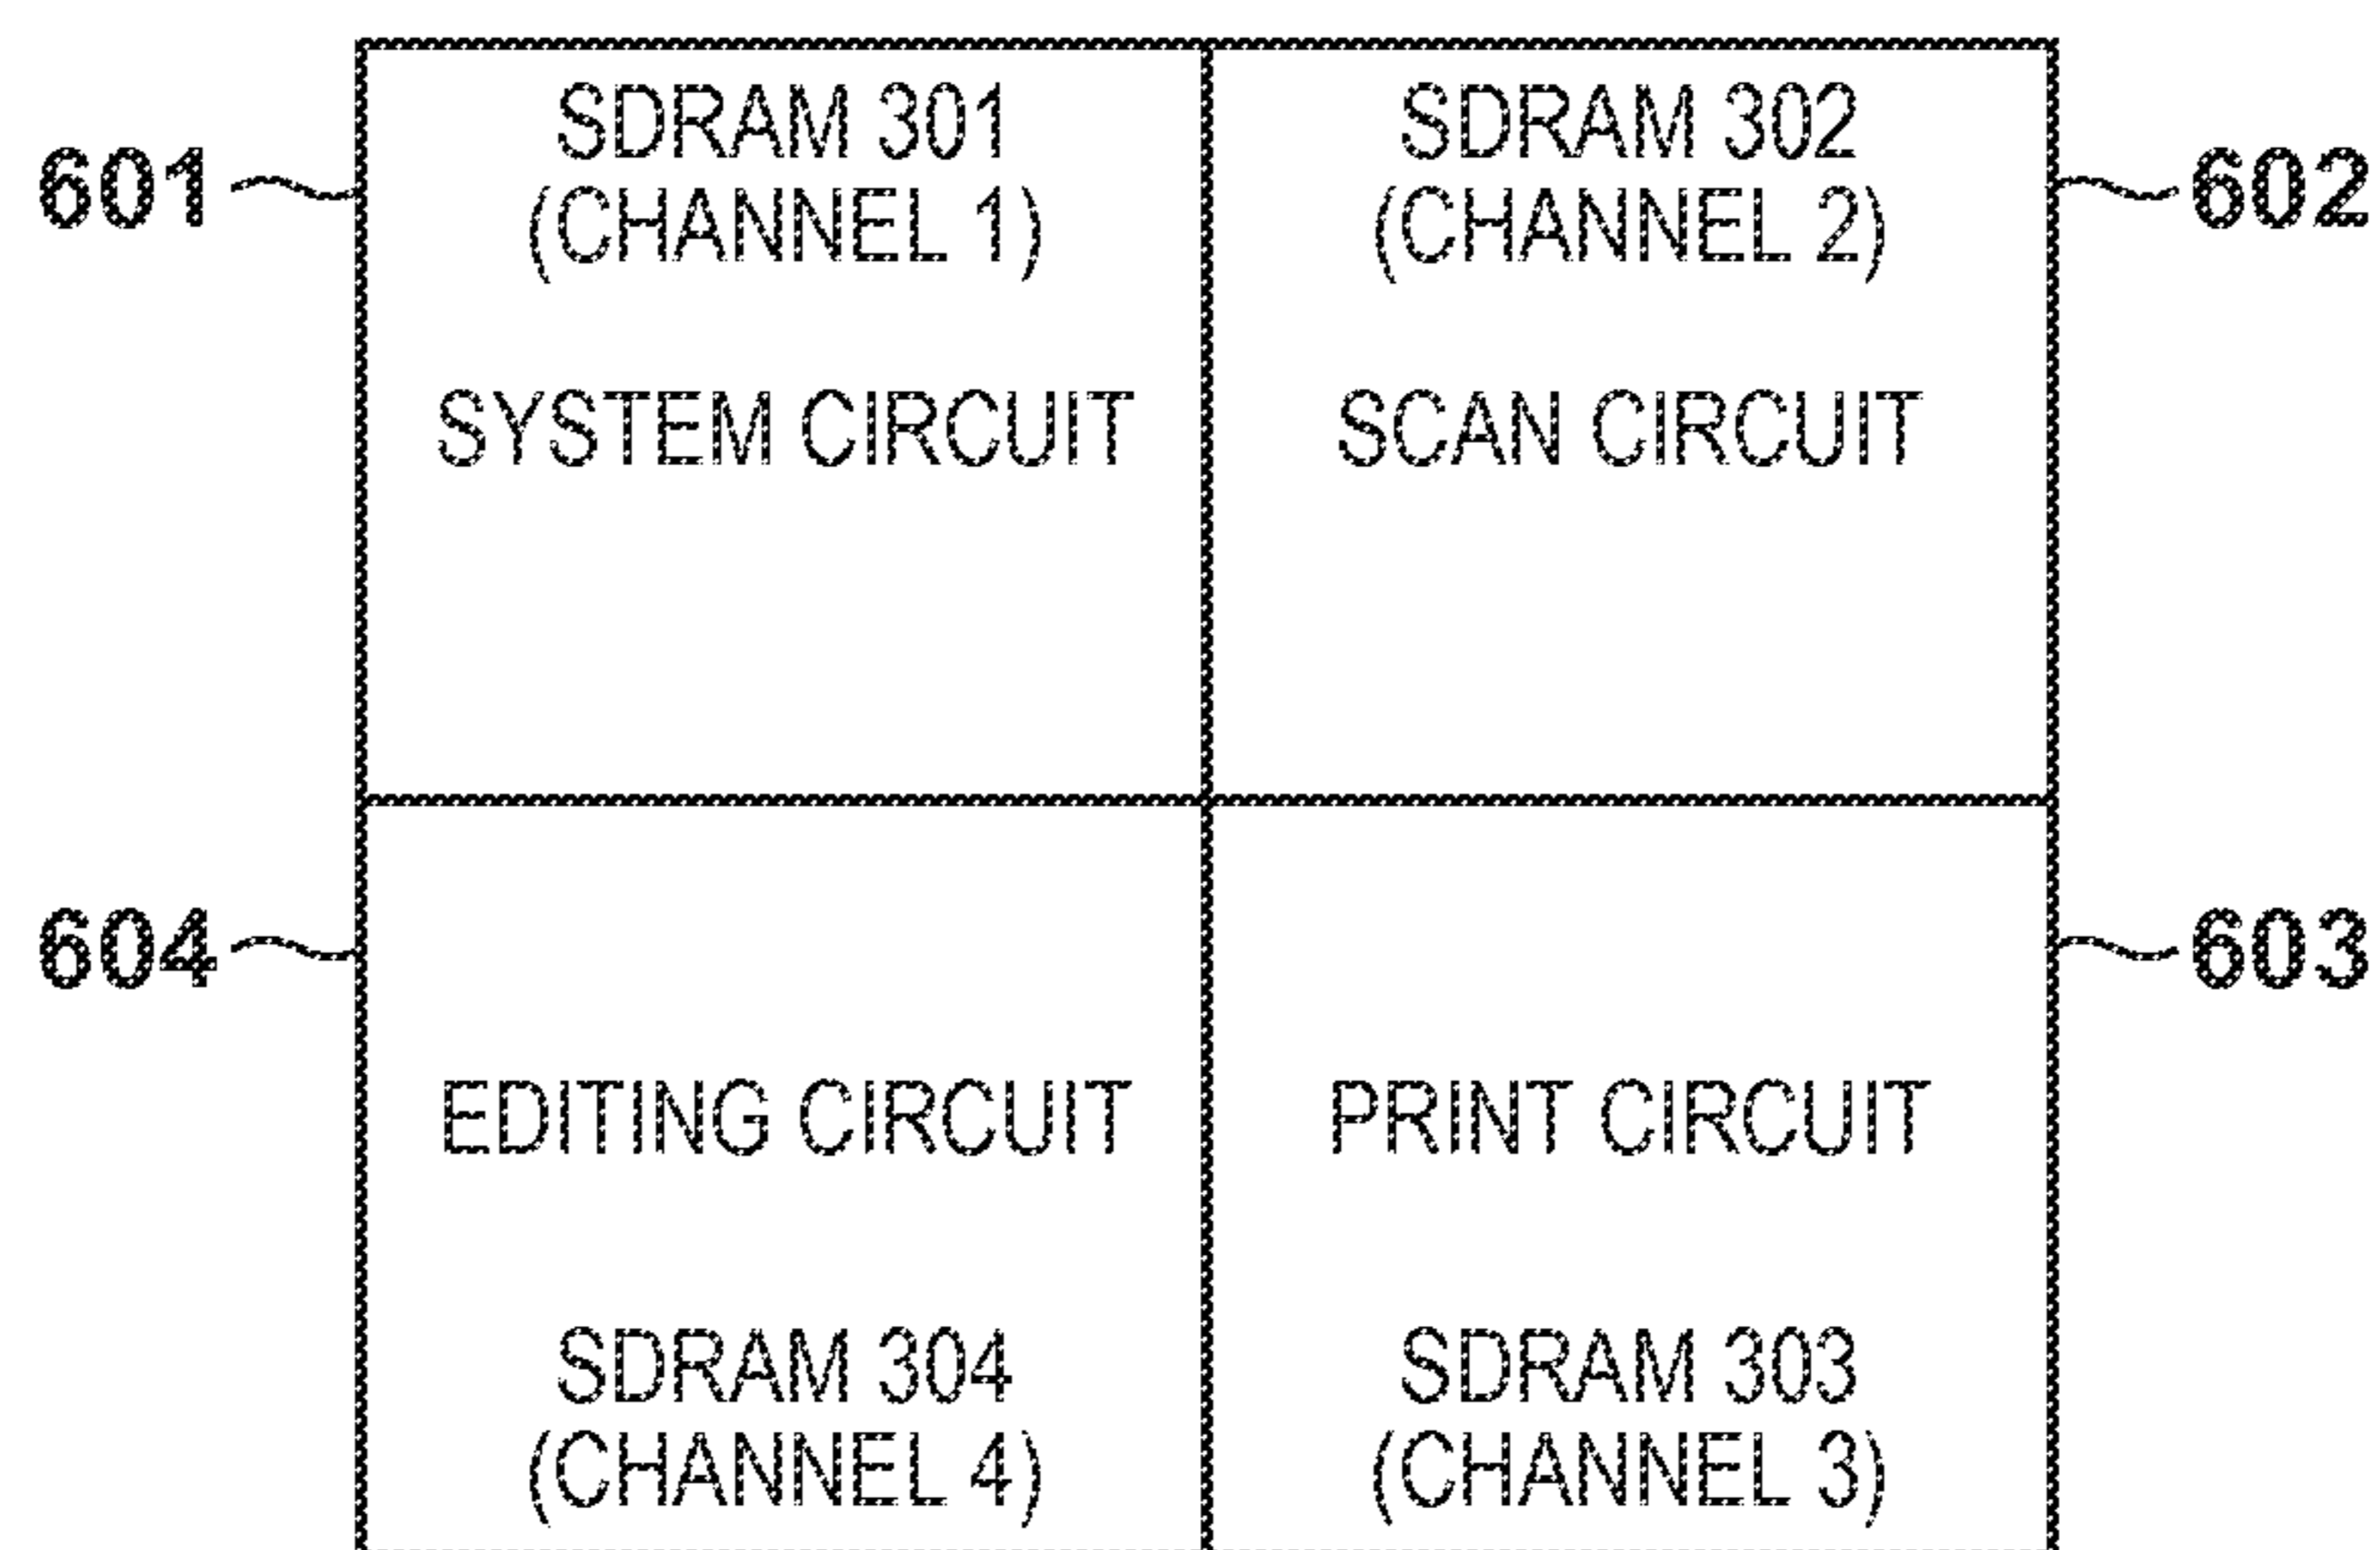 SDRAM 301
(CHANNEL 1)
SYSTEM CIRCUIT
601
SDRAM 302
(CHANNEL 2)
SCAN CIRCUIT
602
604
EDITING CIRCUIT
SDRAM 304
(CHANNEL 4)
PRINT CIRCUIT
SDRAM 303
(CHANNEL 3)
603